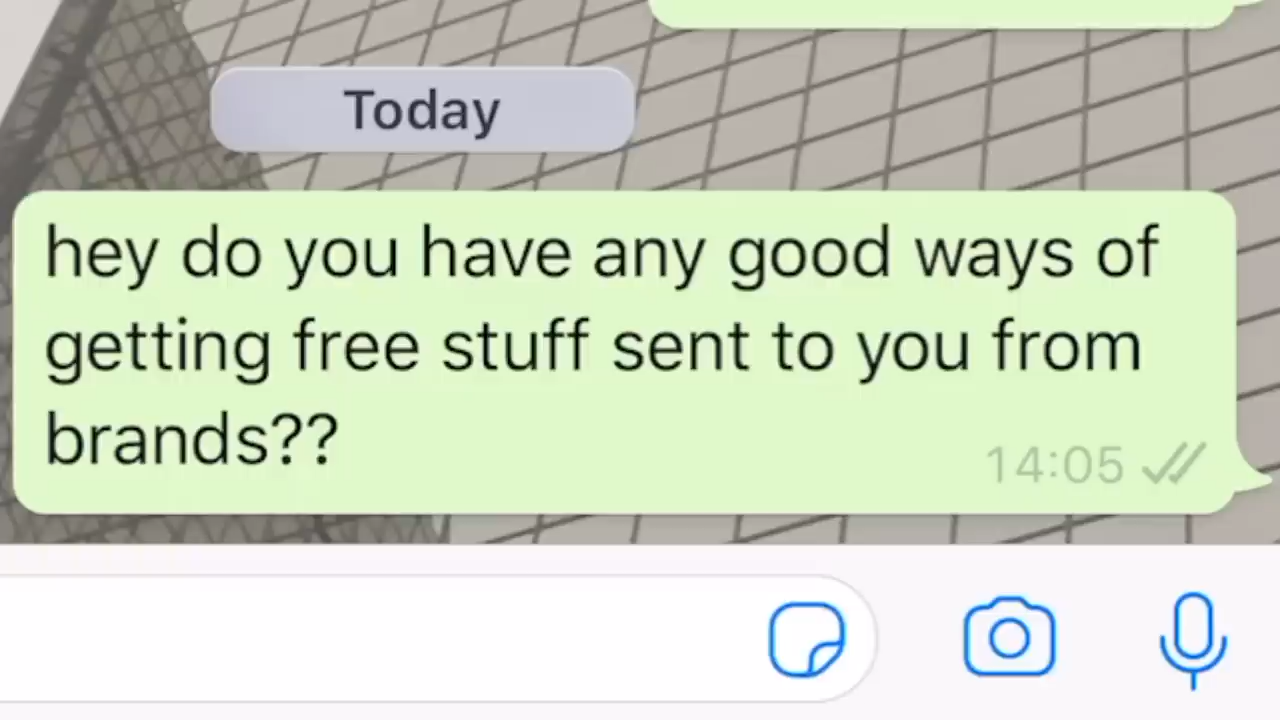 Today
hey do you have any good ways of
getting free stuff sent to you from
brands??
14:05